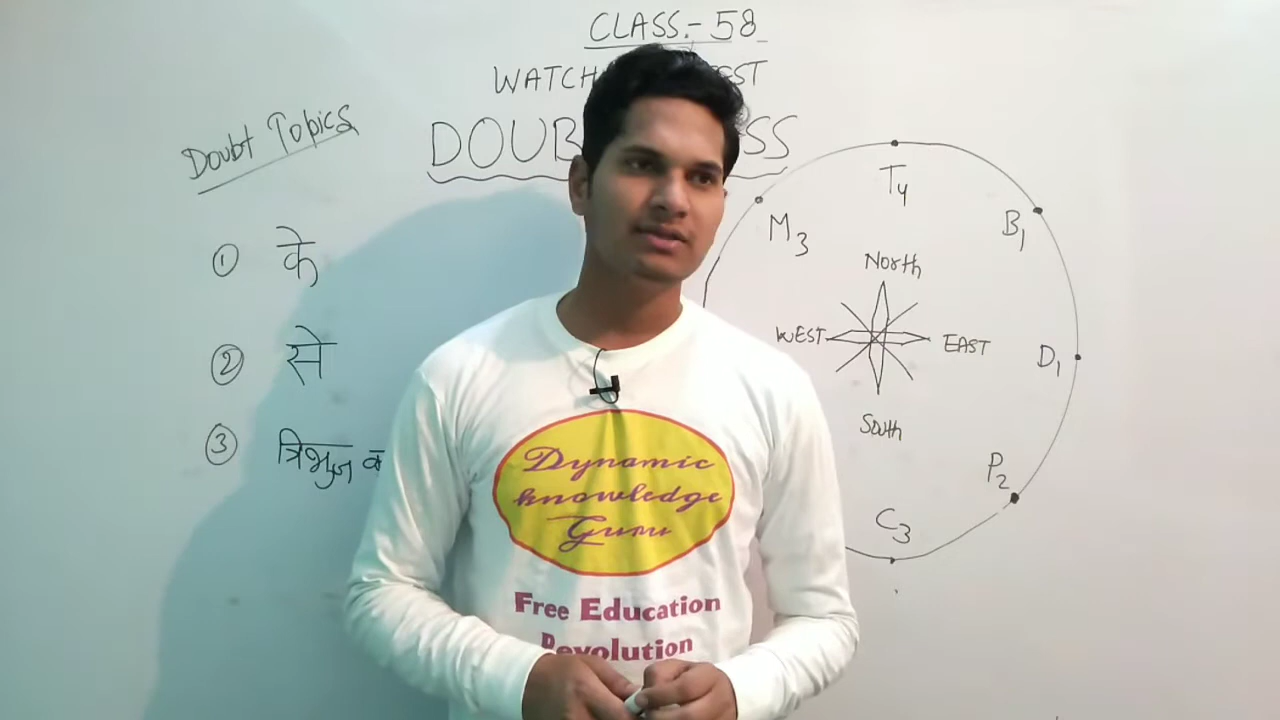 CLASS:- 58
WATCH
DOUB SS
Doubt Topics
① के
② से
③ त्रिभुज
T4
B1
M3
North
WEST EAST
D1
South
P2
C3
Dynamic
knowledge
Guru
Free Education
Revolution